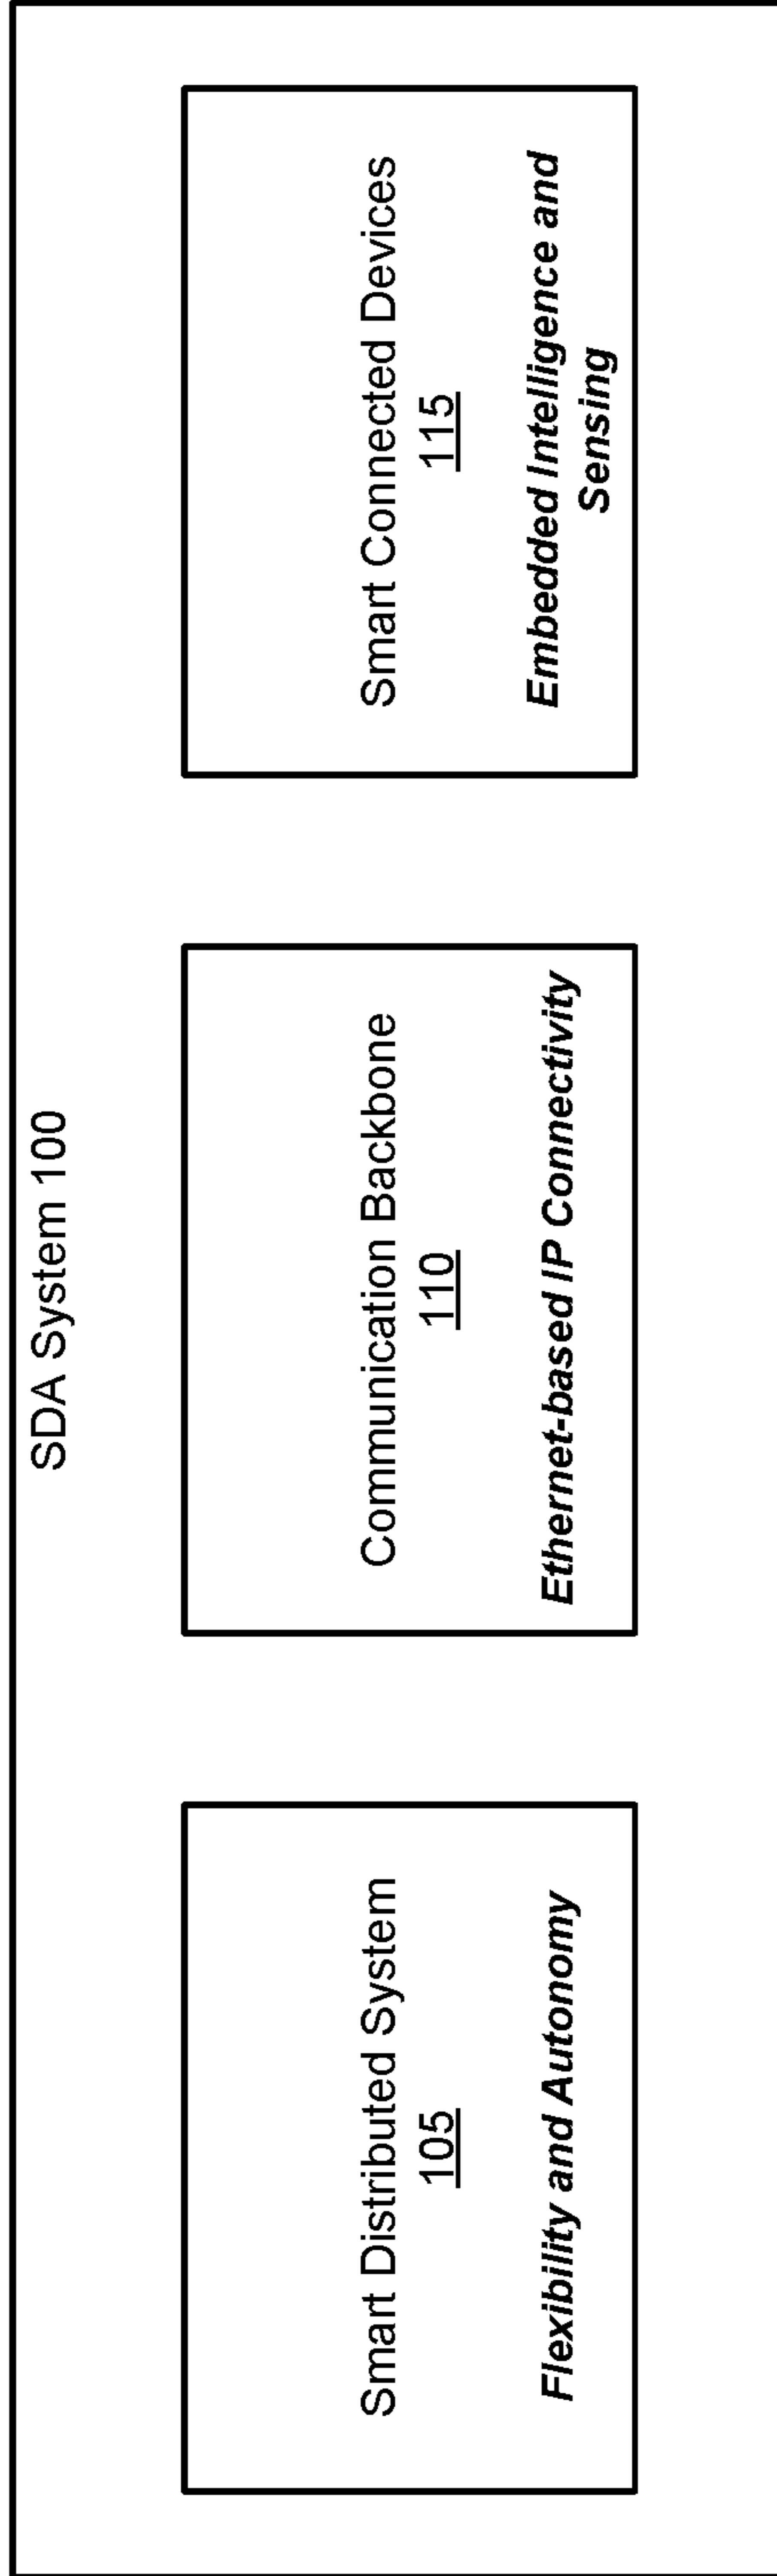 SDA System 100
Smart Distributed System
105
Flexibility and Autonomy
Communication Backbone
110
Ethernet-based IP Connectivity
Smart Connected Devices
115
Embedded Intelligence and
Sensing